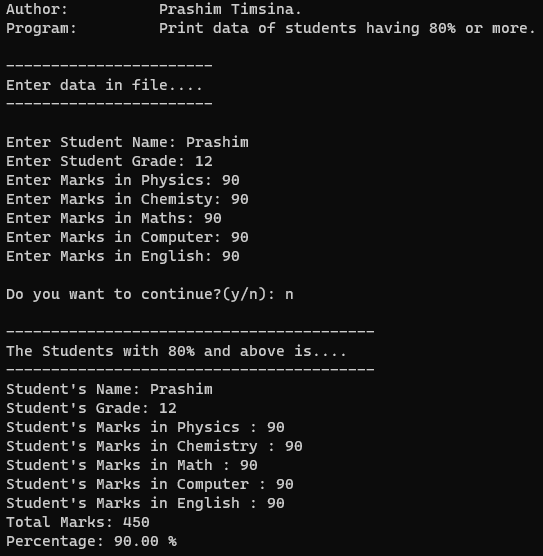 Author:          Prashim Timsina.
Program:         Print data of students having 80% or more.
-----------------------
Enter data in file....
-----------------------
Enter Student Name: Prashim
Enter Student Grade: 12
Enter Marks in Physics: 90
Enter Marks in Chemisty: 90
Enter Marks in Maths: 90
Enter Marks in Computer: 90
Enter Marks in English: 90
Do you want to continue?(y/n): n
-----------------------------------------
The Students with 80% and above is....
-----------------------------------------
Student's Name: Prashim
Student's Grade: 12
Student's Marks in Physics : 90
Student's Marks in Chemistry : 90
Student's Marks in Math : 90
Student's Marks in Computer : 90
Student's Marks in English : 90
Total Marks: 450
Percentage: 90.00 %